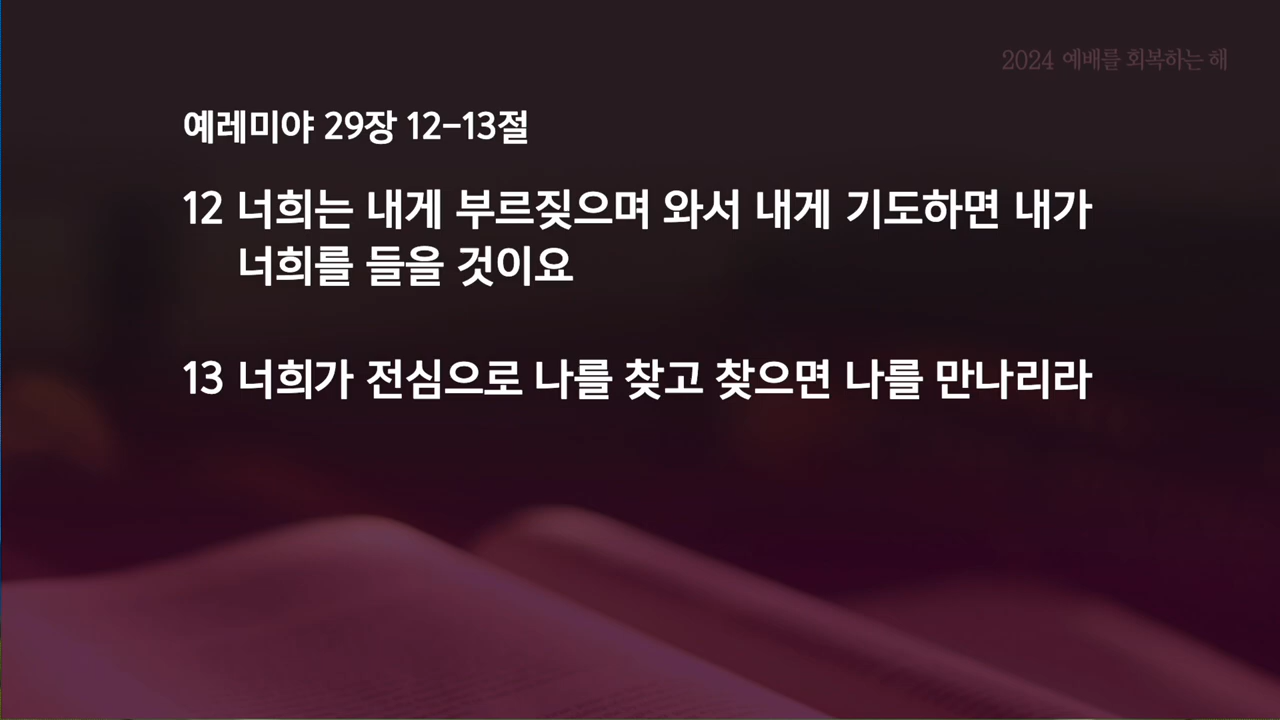 2024 예배를 회복하는 해
예레미야 29장 12-13절
12 너희는 내게 부르짖으며 와서 내게 기도하면 내가
너희를 들을 것이요
13 너희가 전심으로 나를 찾고 찾으면 나를 만나리라